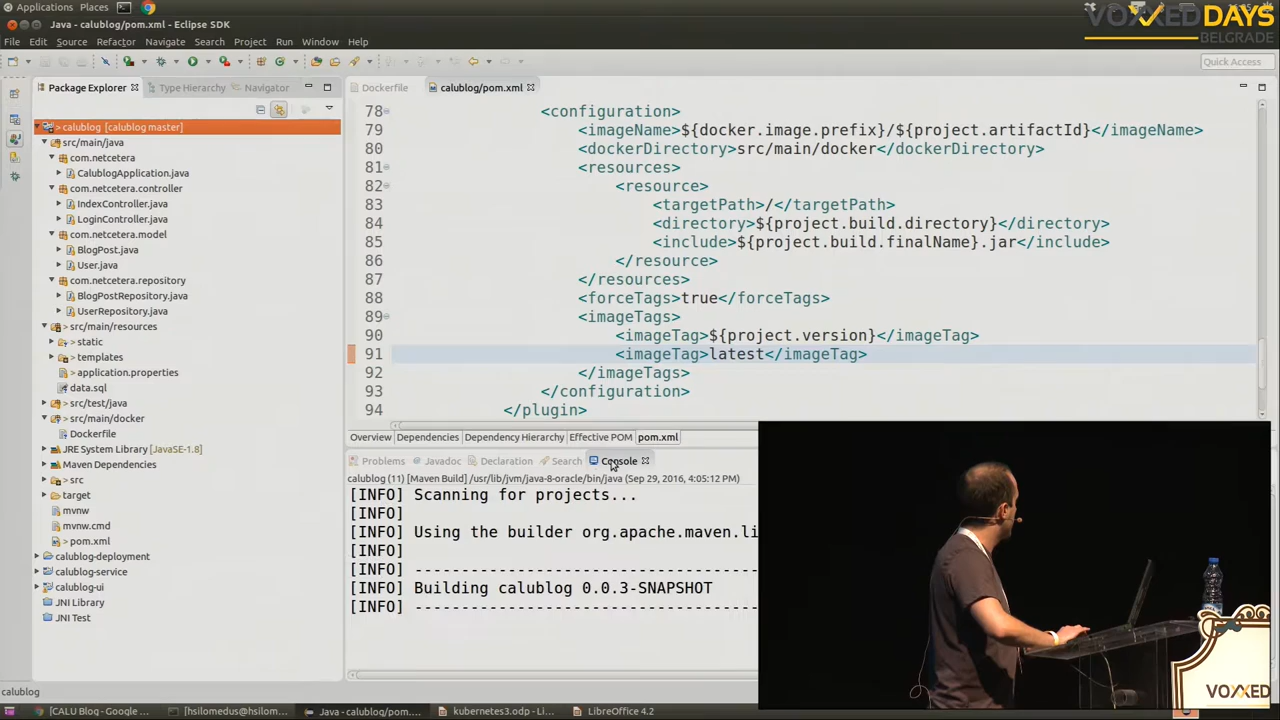 Applications Places
VOXXED DAYS
BELGRADE
Java - calublog/pom.xml - Eclipse SDK
File Edit Source Refactor Navigate Search Project Run Window Help
Quick Access
Package Explorer Type Hierarchy Navigator
Dockerfile calublog/pom.xml
> calublog [calublog master]
src/main/java
com.netcetera
CalublogApplication.java
com.netcetera.controller
IndexController.java
LoginController.java
com.netcetera.model
BlogPost.java
User.java
com.netcetera.repository
BlogPostRepository.java
UserRepository.java
> src/main/resources
> static
> templates
> application.properties
data.sql
> src/test/java
> src/main/docker
Dockerfile
JRE System Library [JavaSE-1.8]
Maven Dependencies
> src
target
mvnw
mvnw.cmd
> pom.xml
calublog-deployment
calublog-service
calublog-ui
JNI Library
JNI Test
78 <configuration>
79 <imageName>${docker.image.prefix}/${project.artifactId}</imageName>
80 <dockerDirectory>src/main/docker</dockerDirectory>
81 <resources>
82 <resource>
83 <targetPath>/</targetPath>
84 <directory>${project.build.directory}</directory>
85 <include>${project.build.finalName}.jar</include>
86 </resource>
87 </resources>
88 <forceTags>true</forceTags>
89 <imageTags>
90 <imageTag>${project.version}</imageTag>
91 <imageTag>latest</imageTag>
92 </imageTags>
93 </configuration>
94 </plugin>
Overview Dependencies Dependency Hierarchy Effective POM pom.xml
Problems Javadoc Declaration Search Console
calublog (11) [Maven Build] /usr/lib/jvm/java-8-oracle/bin/java (Sep 29, 2016, 4:05:12 PM)
[INFO] Scanning for projects...
[INFO]
[INFO] Using the builder org.apache.maven.li
[INFO]
[INFO] -------------------------------------
[INFO] Building calublog 0.0.3-SNAPSHOT
[INFO] -------------------------------------
VOXXED
calublog
[CALU Blog - Google ... [hsilomedus@hsilom... Java - calublog/pom... kubernetes3.odp - Li... LibreOffice 4.2